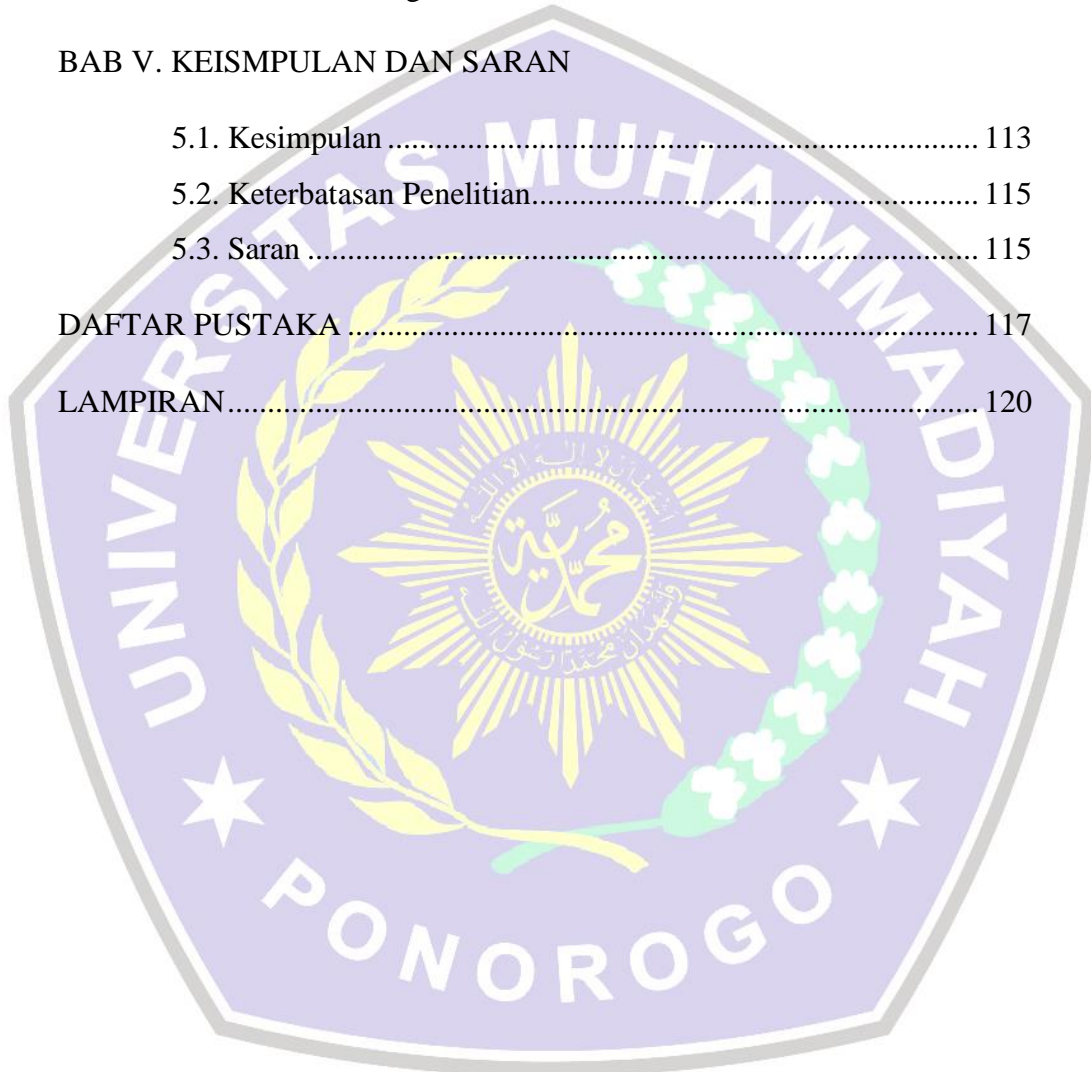 BAB V. KEISMPULAN DAN SARAN
5.1. Kesimpulan ........................................................................... 113
5.2. Keterbatasan Penelitian......................................................... 115
5.3. Saran ..................................................................................... 115
DAFTAR PUSTAKA ................................................................................ 117
LAMPIRAN............................................................................................... 120
UNIVERSITAS MUHAMMADIYAH
PONOROGO